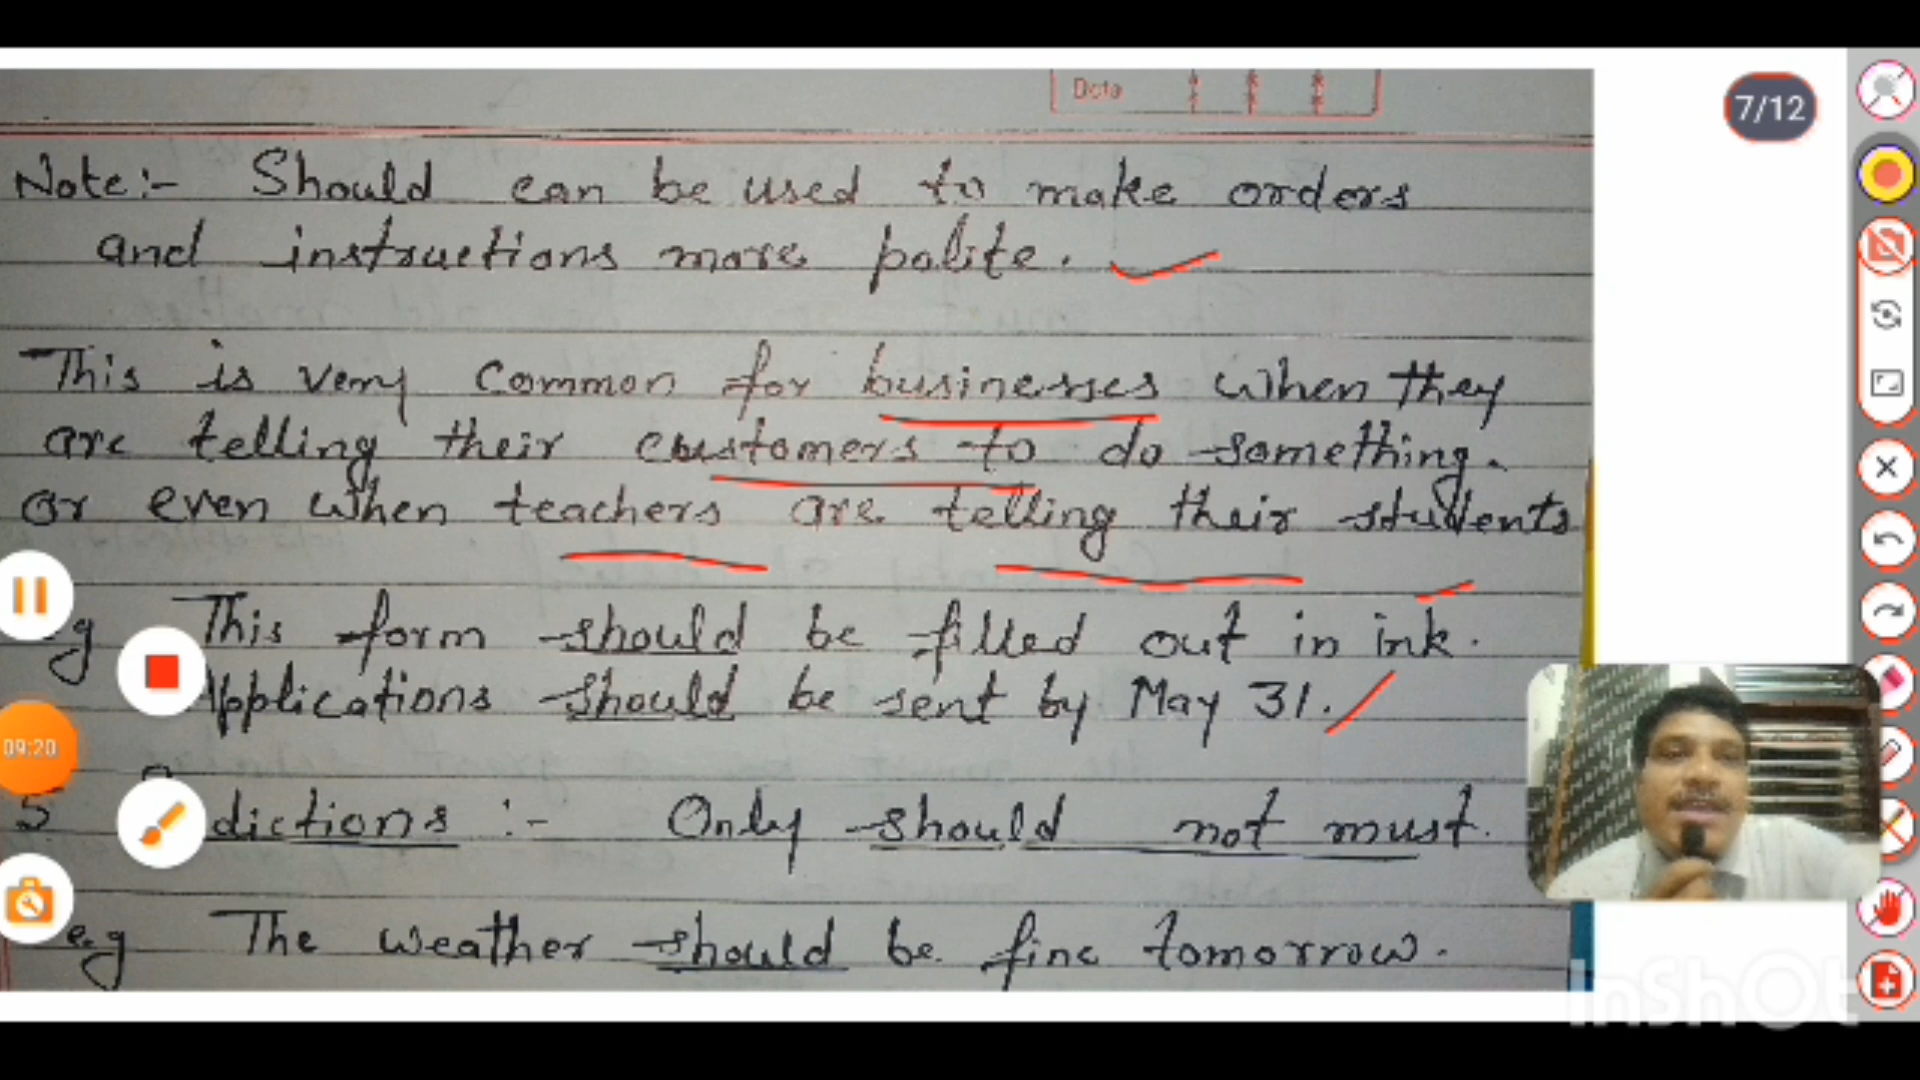 Date
7/12
Note:- Should can be used to make orders
and instructions more polite.
This is very common for businesses when they
are telling their customers to do something.
or even when teachers are telling their students
eg This form should be filled out in ink.
Applications should be sent by May 31.
09:20
5 dictions :- Only should not must.
e.g The weather should be fine tomorrow.
InShOt